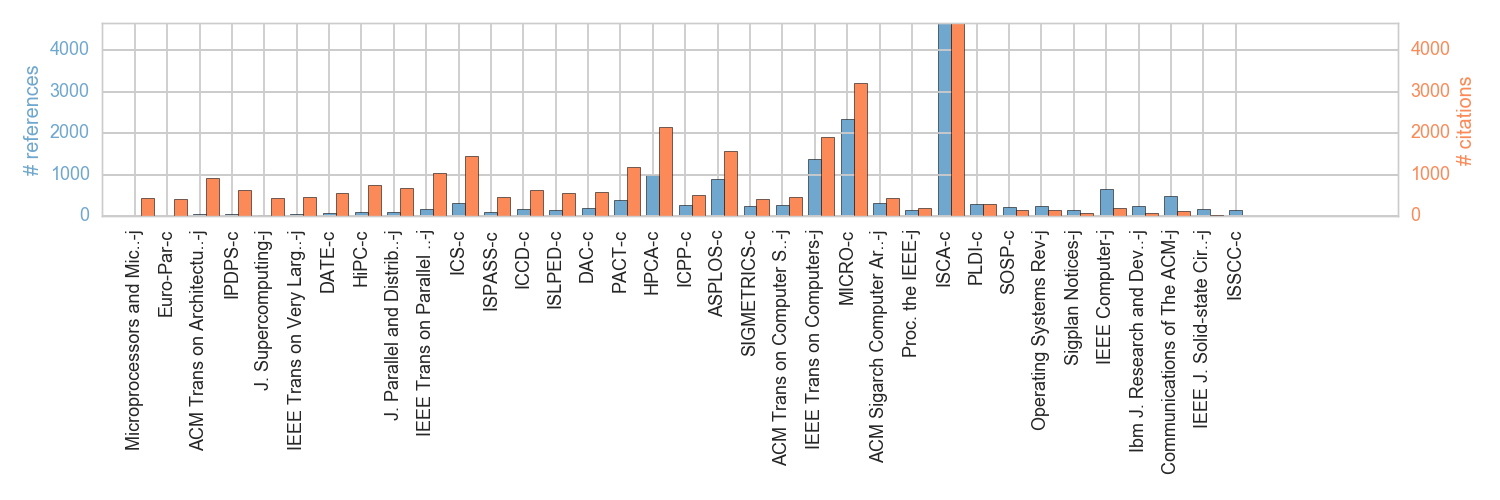 # references
4000
3000
2000
1000
0
4000
3000
2000
1000
0
# citations
Microprocessors and Mic..-j
Euro-Par-c
ACM Trans on Architectu..-j
IPDPS-c
J. Supercomputing-j
IEEE Trans on Very Larg..-j
DATE-c
HiPC-c
J. Parallel and Distrib..-j
IEEE Trans on Parallel ..-j
ICS-c
ISPASS-c
ICCD-c
ISLPED-c
DAC-c
PACT-c
HPCA-c
ICPP-c
ASPLOS-c
SIGMETRICS-c
ACM Trans on Computer S..-j
IEEE Trans on Computers-j
MICRO-c
ACM Sigarch Computer Ar..-j
Proc. the IEEE-j
ISCA-c
PLDI-c
SOSP-c
Operating Systems Rev-j
Sigplan Notices-j
IEEE Computer-j
Ibm J. Research and Dev..-j
Communications of The ACM-j
IEEE J. Solid-state Cir..-j
ISSCC-c